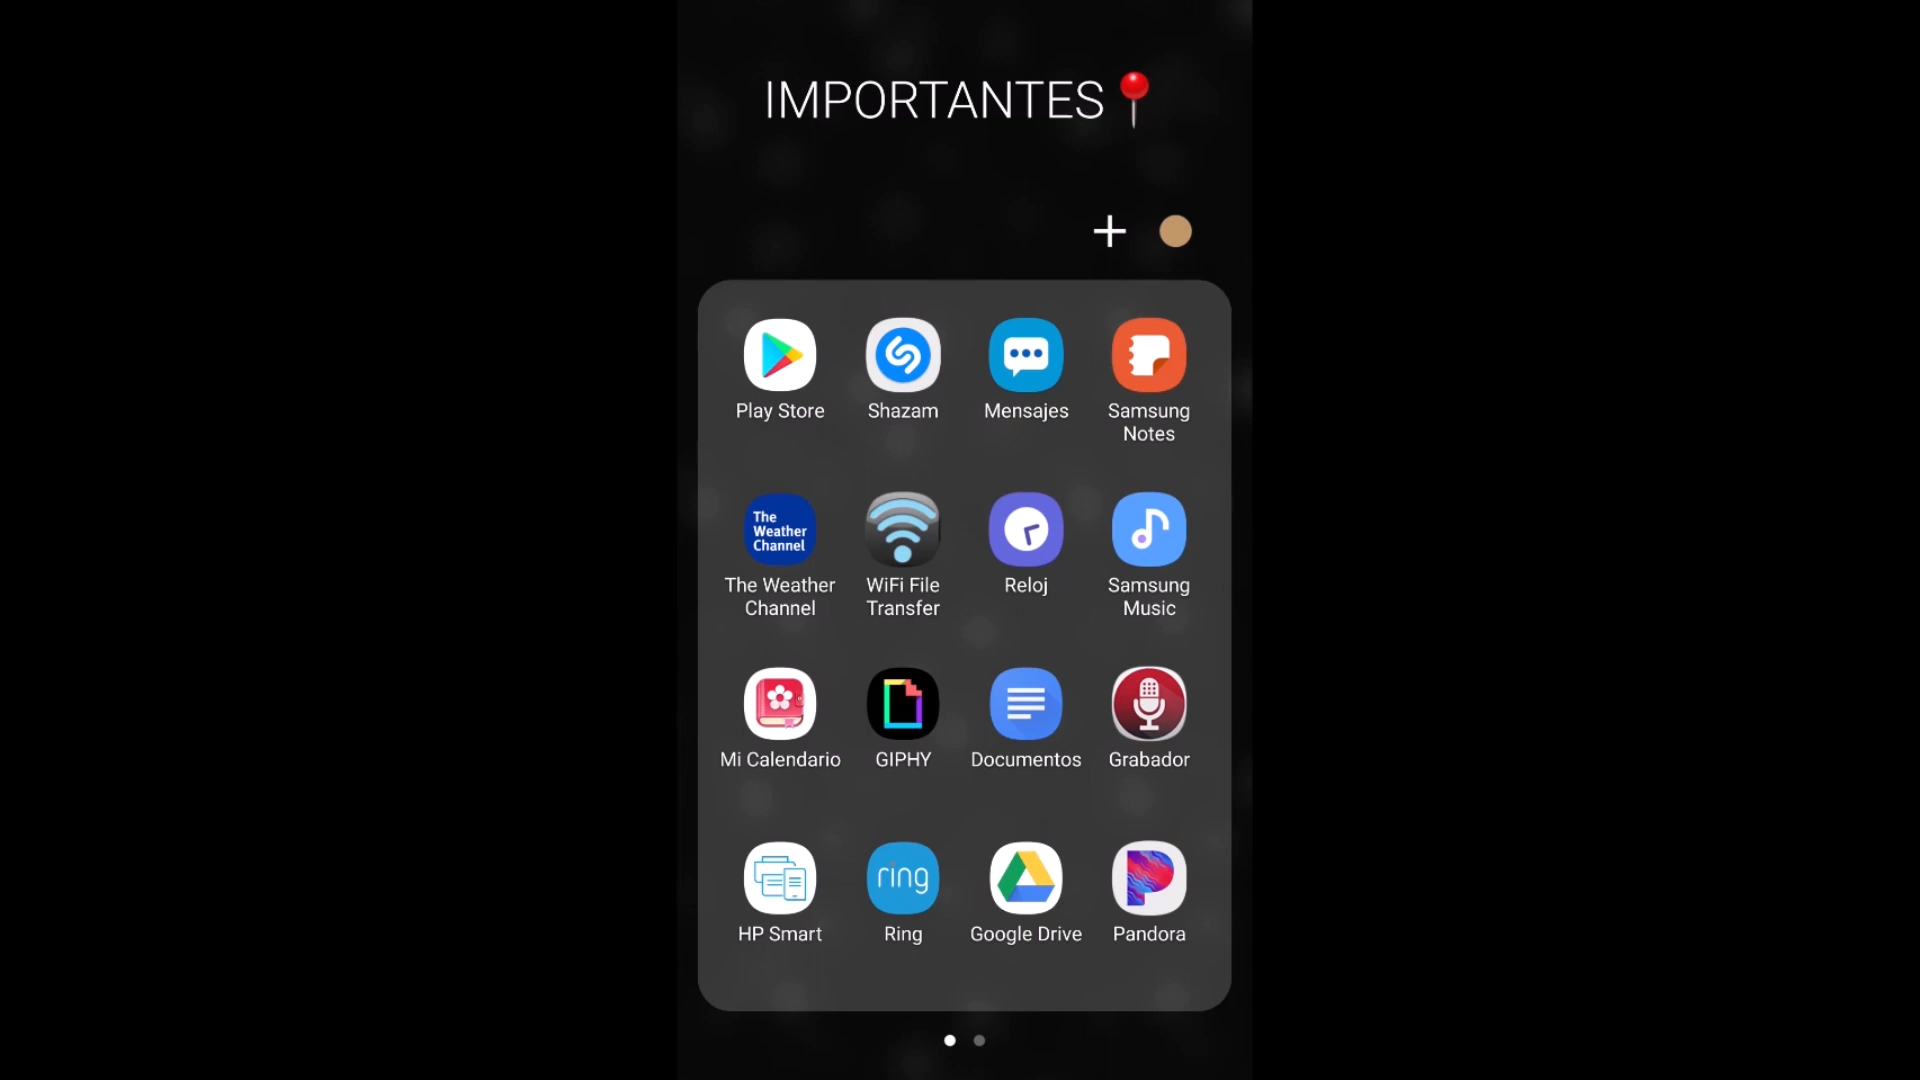 IMPORTANTES
Play Store
Shazam
Mensajes
Samsung
Notes
The
Weather
Channel
The Weather
Channel
WiFi File
Transfer
Reloj
Samsung
Music
Mi Calendario
GIPHY
Documentos
Grabador
ring
HP Smart
Ring
Google Drive
Pandora